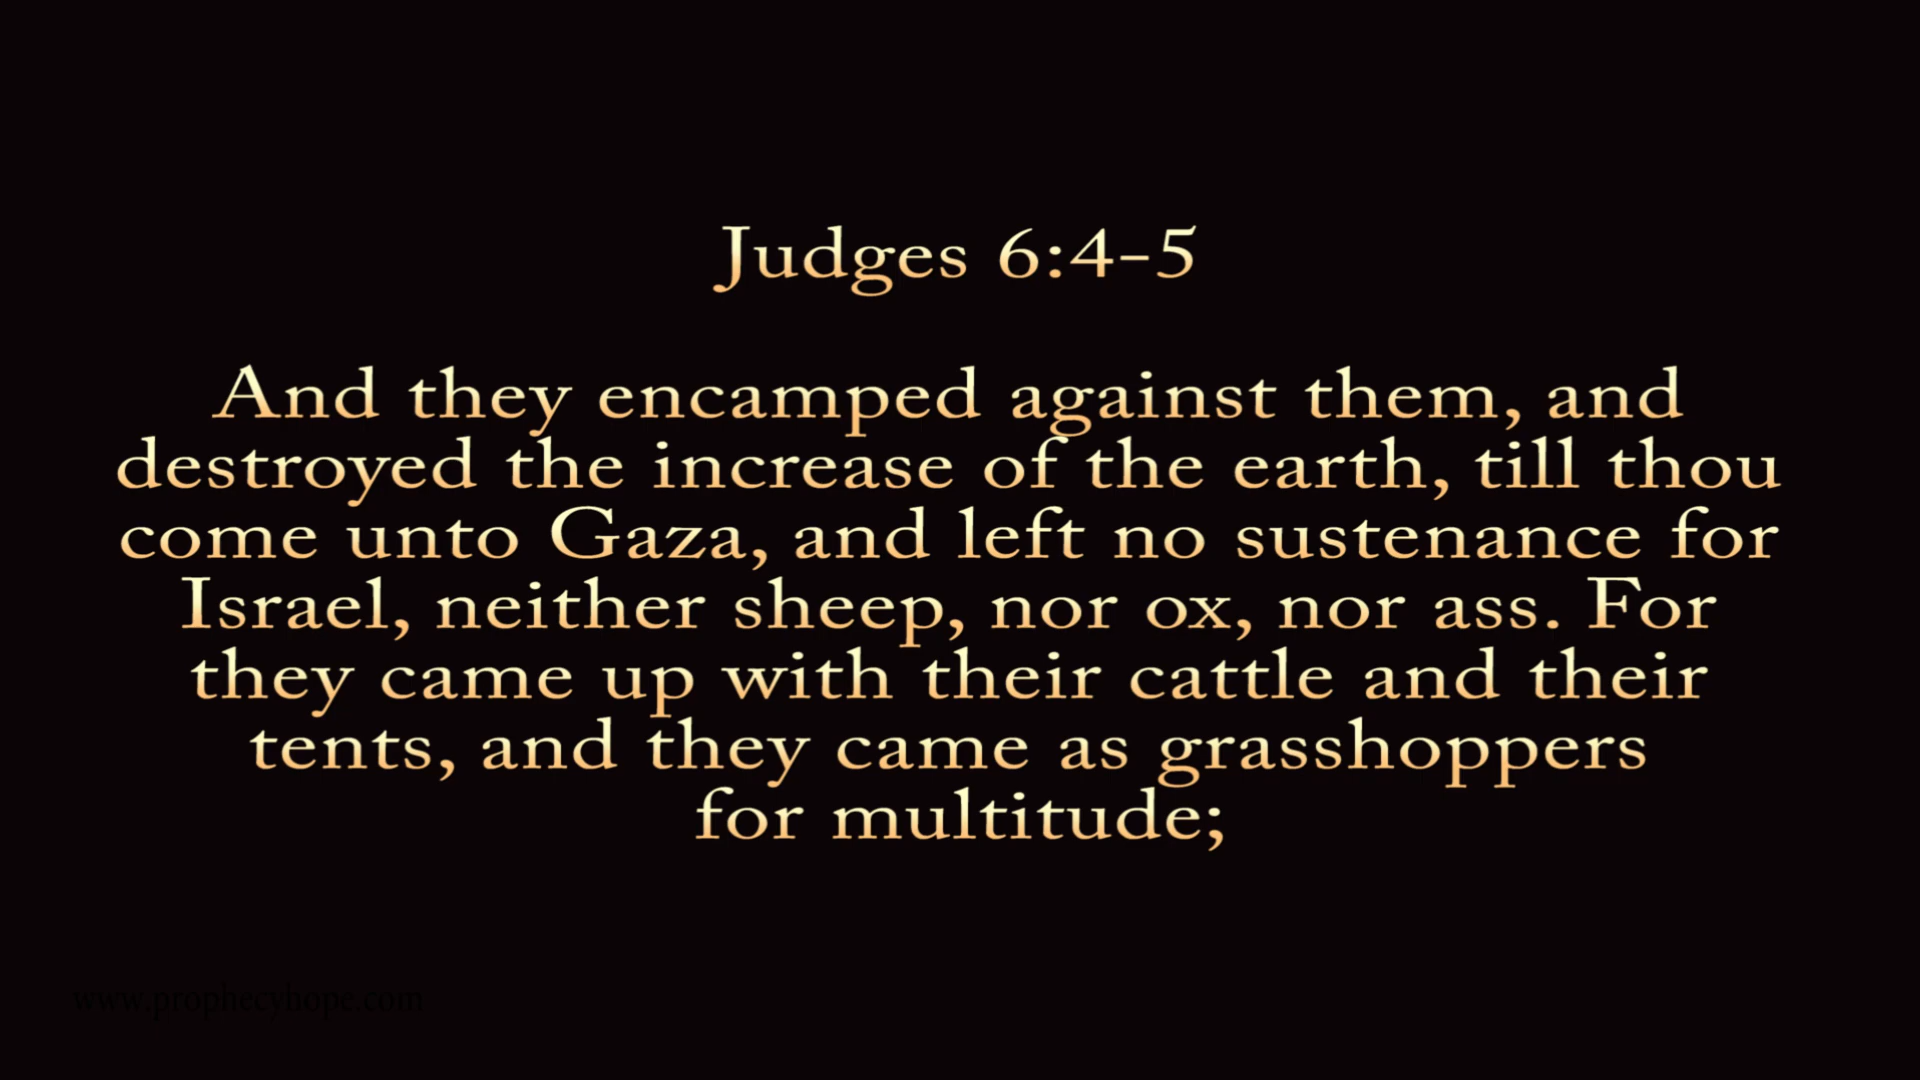 Judges 6:4-5
And they encamped against them, and
destroyed the increase of the earth, till thou
come unto Gaza, and left no sustenance for
Israel, neither sheep, nor ox, nor ass. For
they came up with their cattle and their
tents, and they came as grasshoppers
for multitude;
www.prophecyhope.com